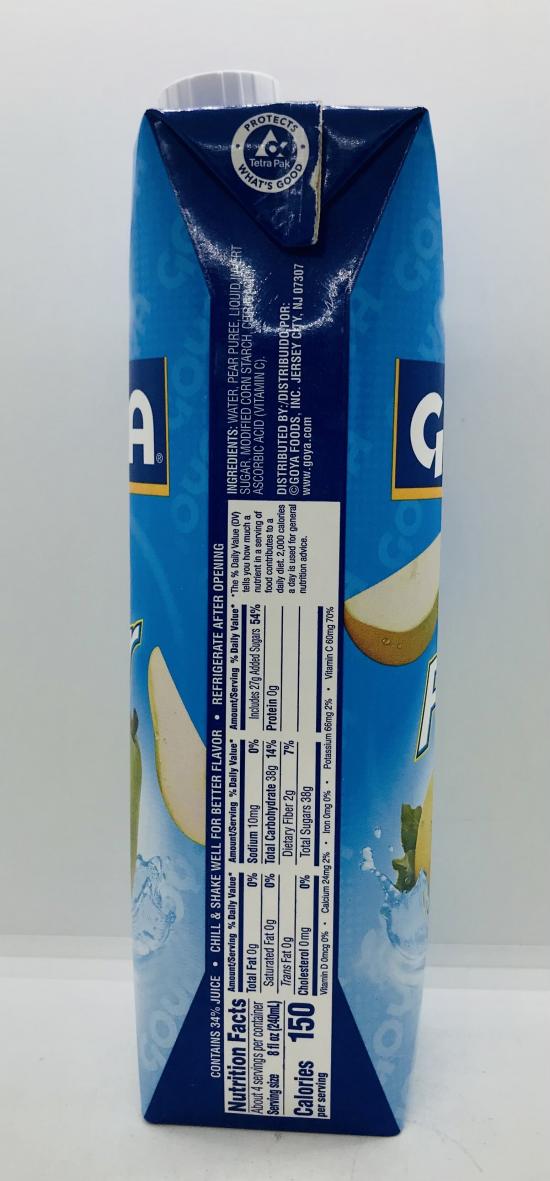 PROTECTS
Tetra Pak
WHAT'S GOOD
A®
G
CONTAINS 34% JUICE • CHILL & SHAKE WELL FOR BETTER FLAVOR • REFRIGERATE AFTER OPENING
Nutrition Facts
About 4 servings per container
Serving size 8 fl oz (240mL)
Calories 150
per serving
Amount/Serving % Daily Value*
Total Fat 0g 0%
Saturated Fat 0g 0%
Trans Fat 0g
Cholesterol 0mg 0%
Amount/Serving % Daily Value*
Sodium 10mg 0%
Total Carbohydrate 38g 14%
Dietary Fiber 2g 7%
Total Sugars 38g
Amount/Serving % Daily Value*
Includes 27g Added Sugars 54%
Protein 0g
Vitamin D 0mcg 0% • Calcium 24mg 2% • Iron 0mg 0% • Potassium 66mg 2% • Vitamin C 60mg 70%
*The % Daily Value (DV)
tells you how much a
nutrient in a serving of
food contributes to a
daily diet. 2,000 calories
a day is used for general
nutrition advice.
INGREDIENTS: WATER, PEAR PUREE, LIQUID INVERT
SUGAR, MODIFIED CORN STARCH,
ASCORBIC ACID (VITAMIN C).
DISTRIBUTED BY:/DISTRIBUIDO POR:
©GOYA FOODS, INC. JERSEY CITY, NJ 07307
www.goya.com